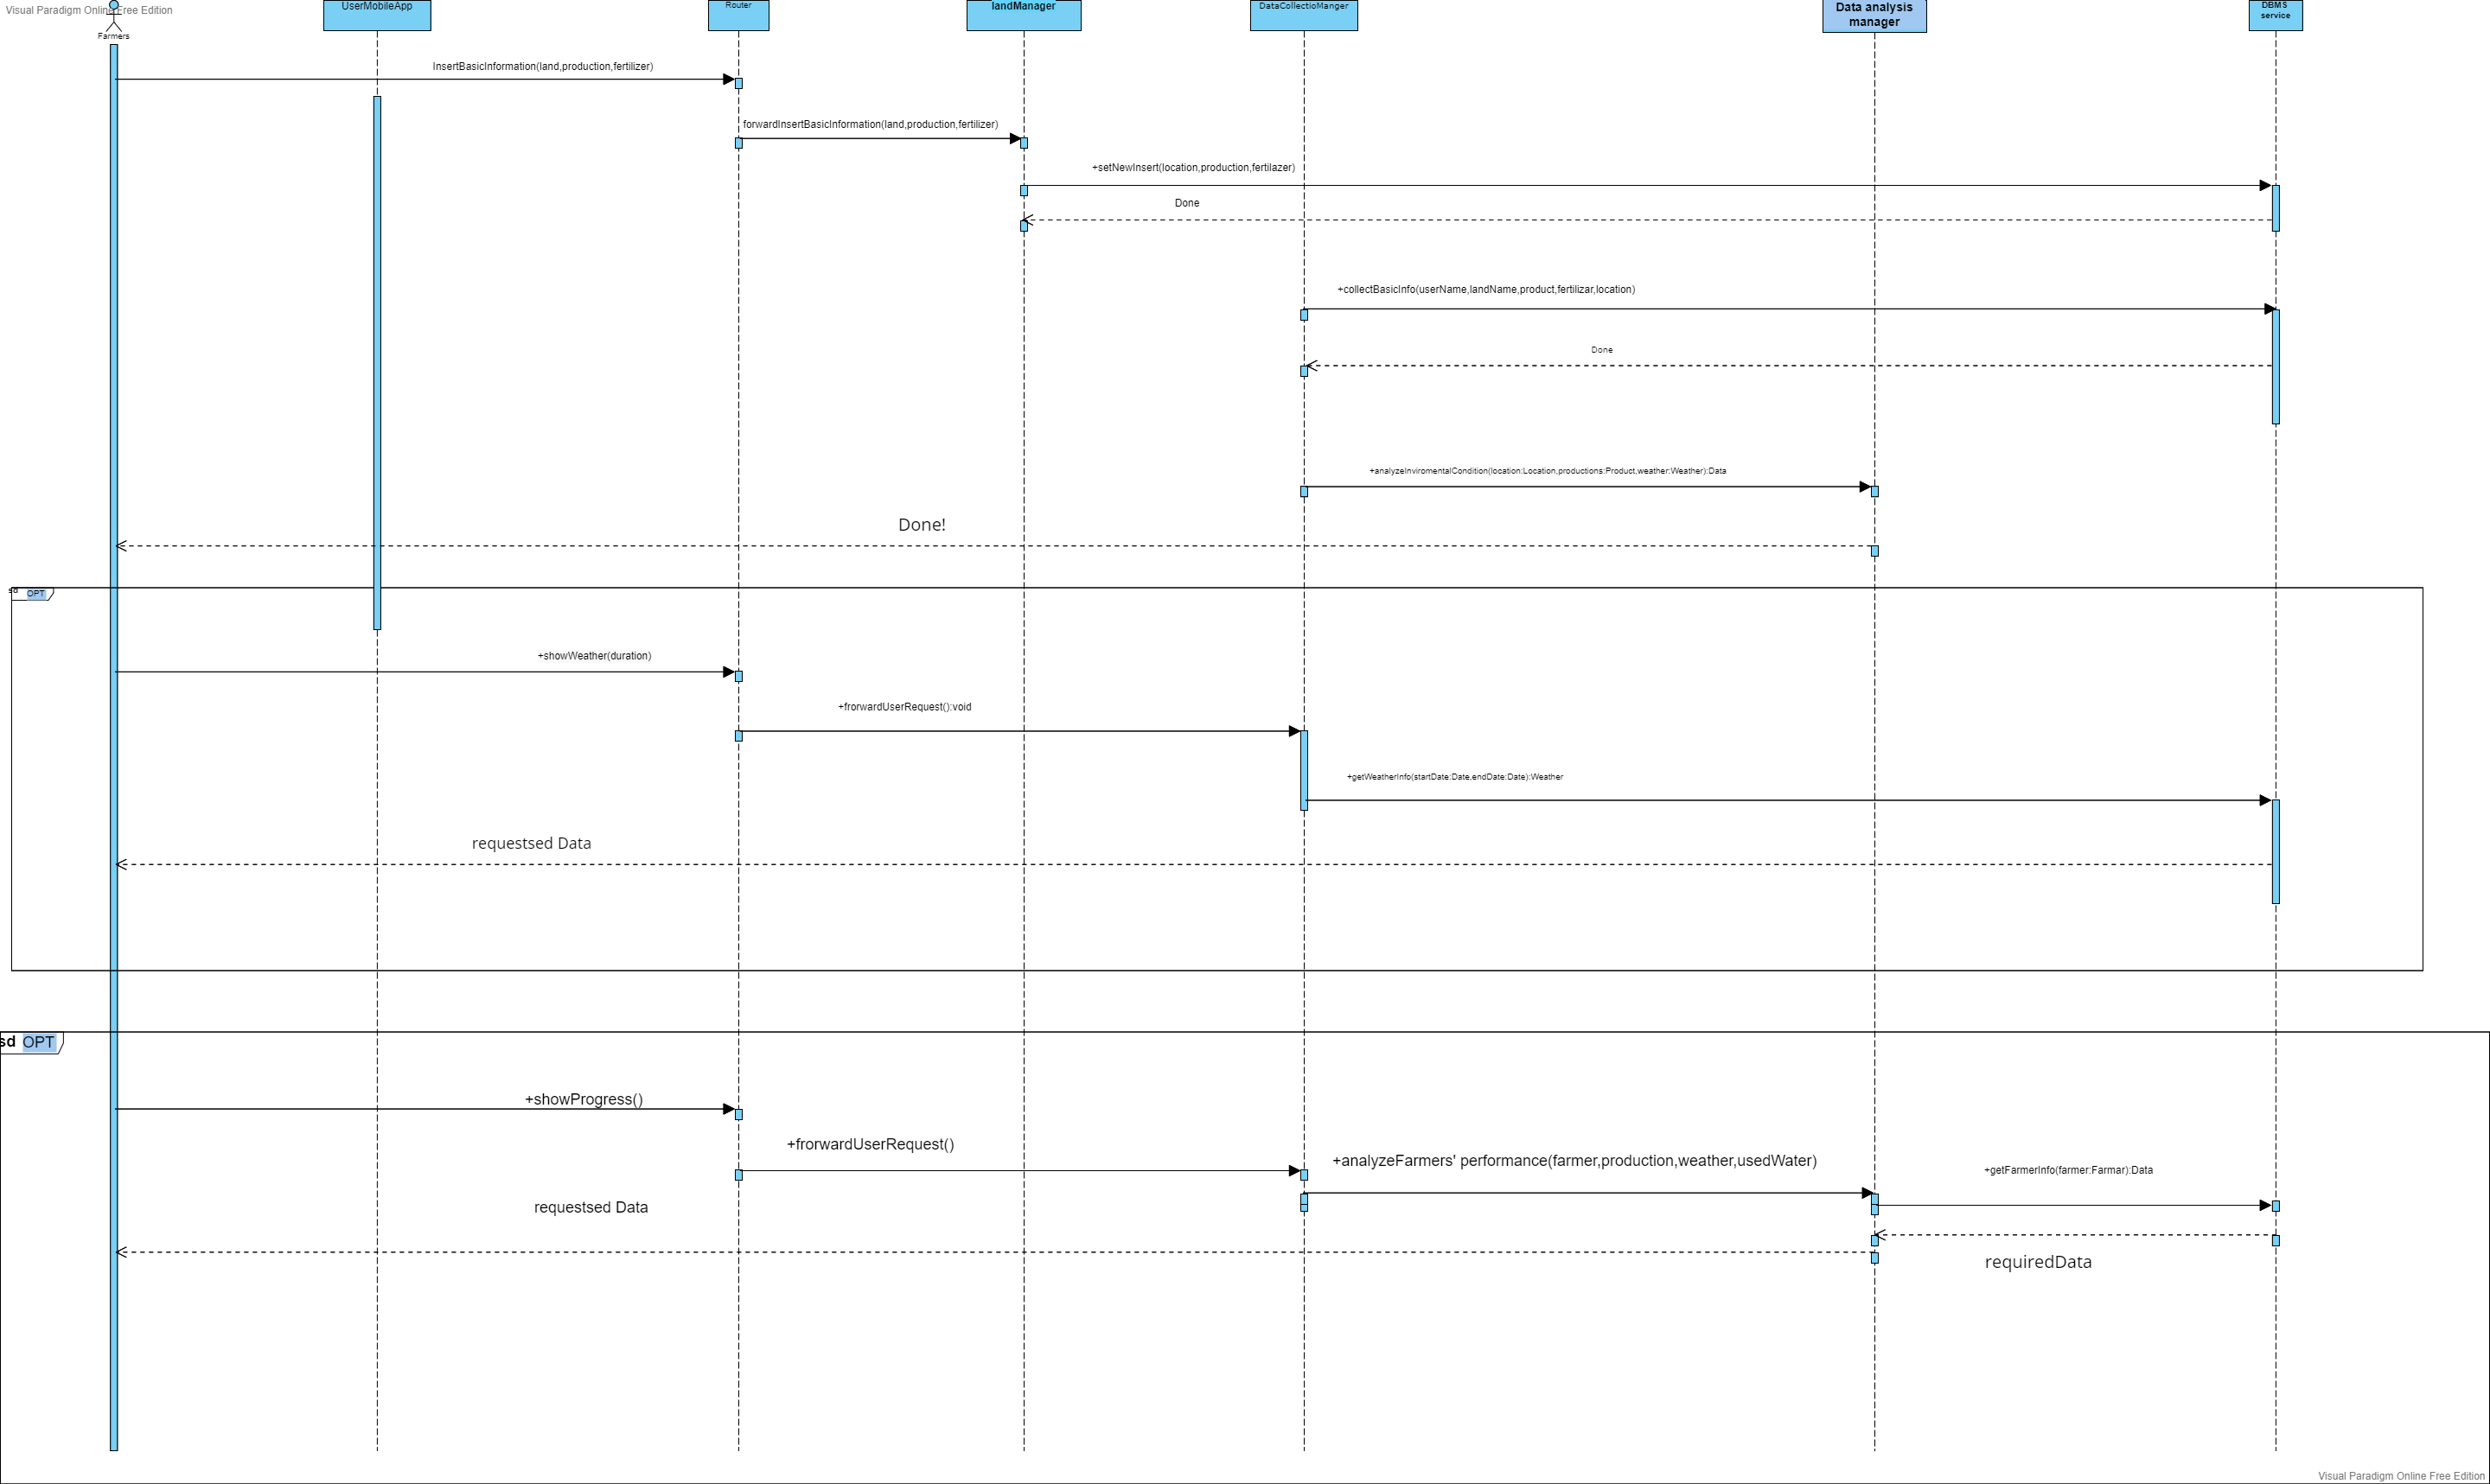 Visual Paradigm Online Free Edition
Farmers
UserMobileApp
Router
landManager
DataCollectioManger
Data analysis
manager
DBMS
service
InsertBasicInformation(land,production,fertilizer)
forwardInsertBasicInformation(land,production,fertilizer)
+setNewInsert(location,production,fertilazer)
Done
+collectBasicInfo(userName,landName,product,fertilizar,location)
Done
+analyzeInviromentalCondition(location:Location,productions:Product,weather:Weather):Data
Done!
sd OPT
+showWeather(duration)
+frorwardUserRequest():void
+getWeatherInfo(startDate:Date,endDate:Date):Weather
requestsed Data
sd OPT
+showProgress()
+frorwardUserRequest()
+analyzeFarmers' performance(farmer,production,weather,usedWater)
+getFarmerInfo(farmer:Farmar):Data
requestsed Data
requiredData
Visual Paradigm Online Free Edition